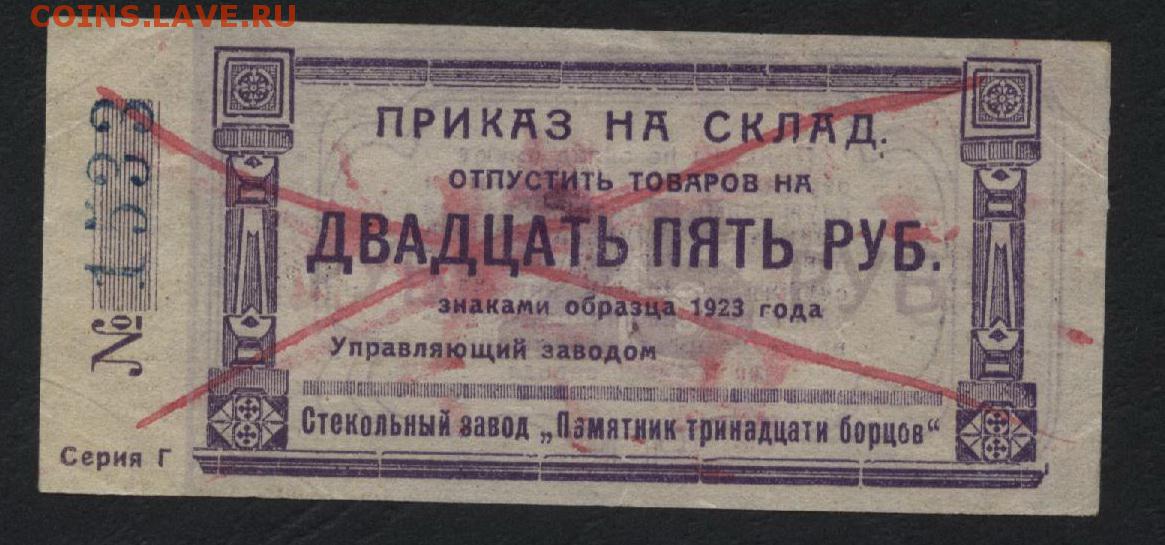 COINS.LAVE.RU
ПРИКАЗ НА СКЛАД.
ОТПУСТИТЬ ТОВАРОВ НА
ДВАДЦАТЬ ПЯТЬ РУБ.
знаками образца 1923 года
Управляющий заводом
Стекольный завод „Памятник тринадцати борцов“
№ 1533
Серия Г